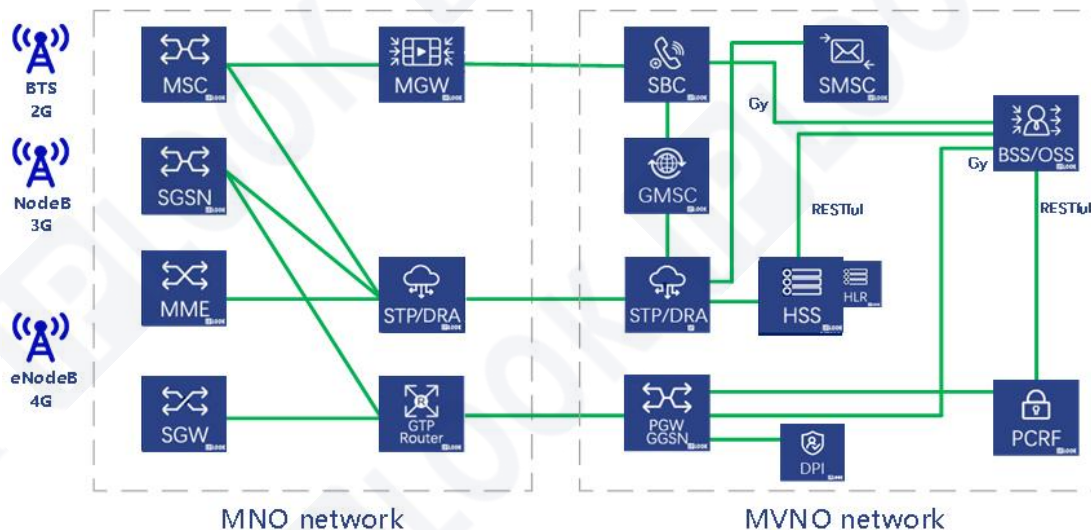 BTS
2G
NodeB
3G
eNodeB
4G
MSC
MGW
SGSN
MME
STP/DRA
SGW
GTP
Router
MNO network
SBC
SMSC
Gy
BSS/OSS
GMSC
Gy
RESTful
RESTful
STP/DRA
HSS
HLR
PGW
GGSN
DPI
PCRF
MVNO network